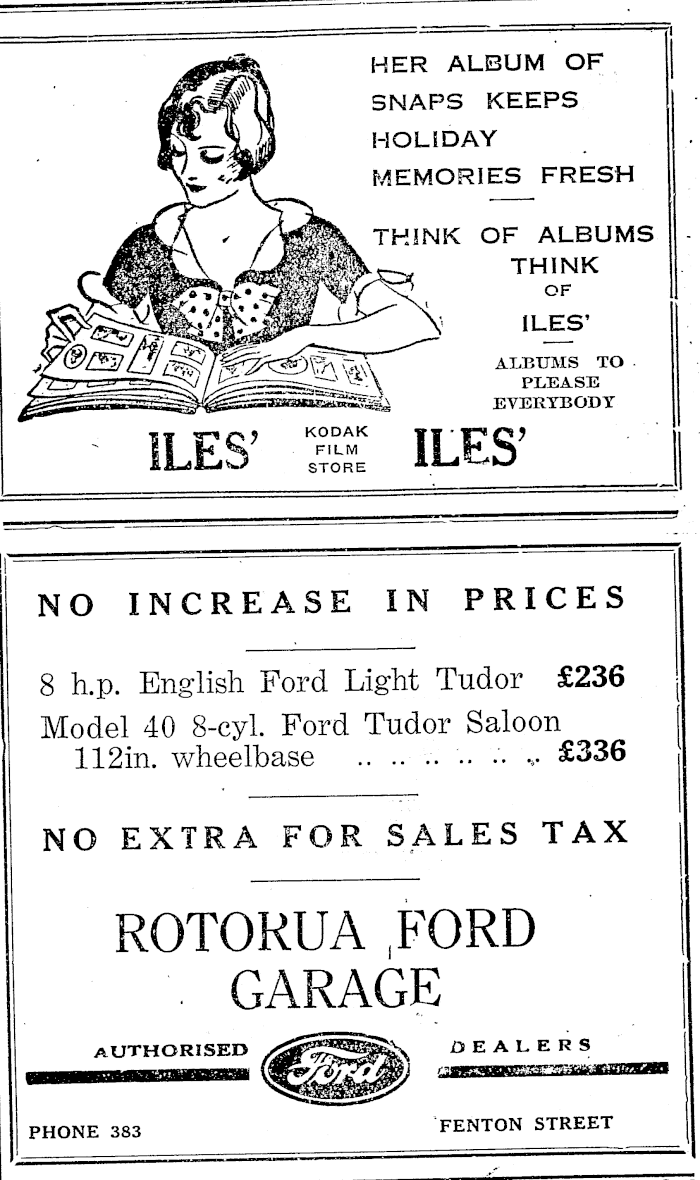 HER ALBUM OF
SNAPS KEEPS
HOLIDAY
MEMORIES FRESH
THINK OF ALBUMS
THINK
OF
ILES'
ALBUMS TO
PLEASE
EVERYBODY
ILES' KODAK FILM STORE ILES'
NO INCREASE IN PRICES
8 h.p. English Ford Light Tudor £236
Model 40 8-cyl. Ford Tudor Saloon
112in. wheelbase .. .. .. .. .. .. £336
NO EXTRA FOR SALES TAX
ROTORUA FORD
GARAGE
AUTHORISED Ford DEALERS
PHONE 383 FENTON STREET